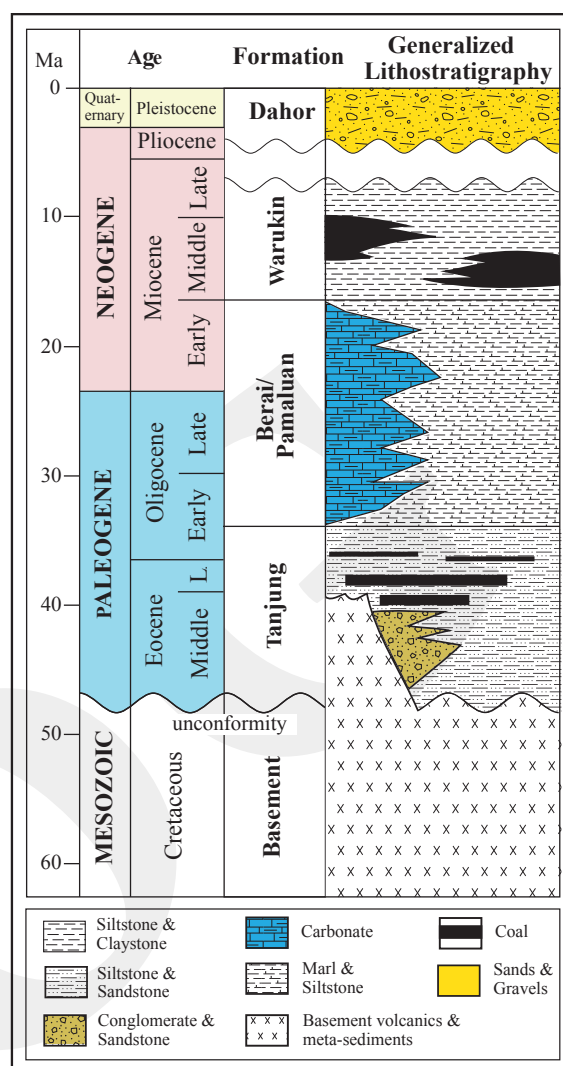 Ma
Age
Formation
Generalized
Lithostratigraphy
0
10
20
30
40
50
60
Quat-
ernary
NEOGENE
PALEOGENE
MESOZOIC
Pleistocene
Pliocene
Miocene
Late
Middle
Early
Oligocene
Late
Early
Eocene
L.
Middle
unconformity
Cretaceous
Dahor
Warukin
Berai/
Pamaluan
Tanjung
Basement
Siltstone &
Claystone
Carbonate
Coal
Siltstone &
Sandstone
Marl &
Siltstone
Sands &
Gravels
Conglomerate &
Sandstone
Basement volcanics &
meta-sediments